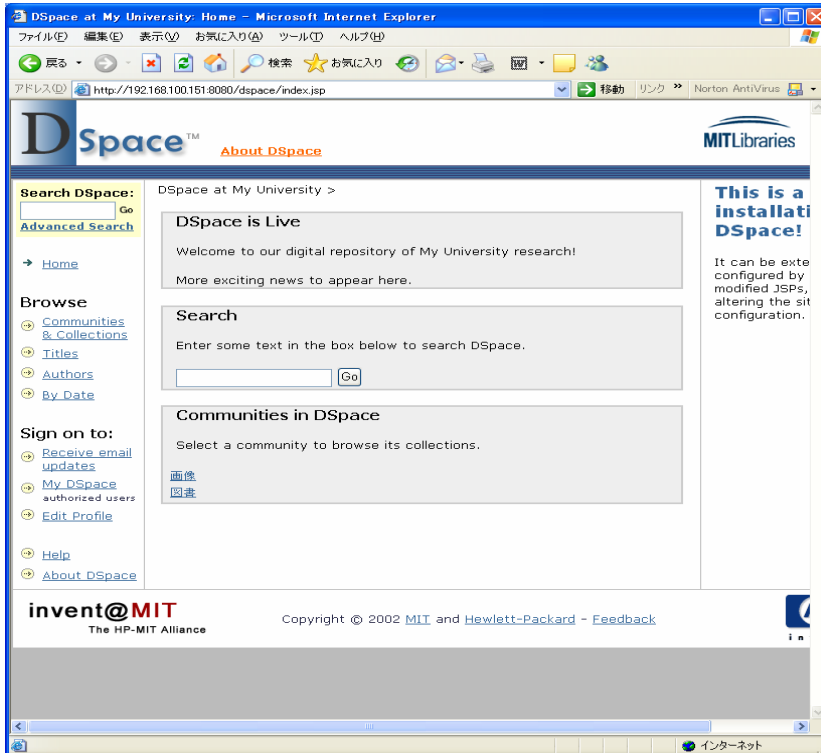 DSpace at My University: Home - Microsoft Internet Explorer
ファイル(F) 編集(E) 表示(V) お気に入り(A) ツール(T) ヘルプ(H)
戻る 検索 お気に入り
アドレス(D) http://192.168.100.151:8080/dspace/index.jsp 移動 リンク » Norton AntiVirus
DSpace™ About DSpace
MITLibraries
Search DSpace:
Go
Advanced Search
Home
Browse
Communities
& Collections
Titles
Authors
By Date
Sign on to:
Receive email
updates
My DSpace
authorized users
Edit Profile
Help
About DSpace
DSpace at My University >
DSpace is Live
Welcome to our digital repository of My University research!
More exciting news to appear here.
Search
Enter some text in the box below to search DSpace.
Go
Communities in DSpace
Select a community to browse its collections.
画像
図書
This is a
installati
DSpace!
It can be exte
configured by
modified JSPs,
altering the sit
configuration.
invent@MIT
The HP-MIT Alliance
Copyright © 2002 MIT and Hewlett-Packard - Feedback
i n
インターネット